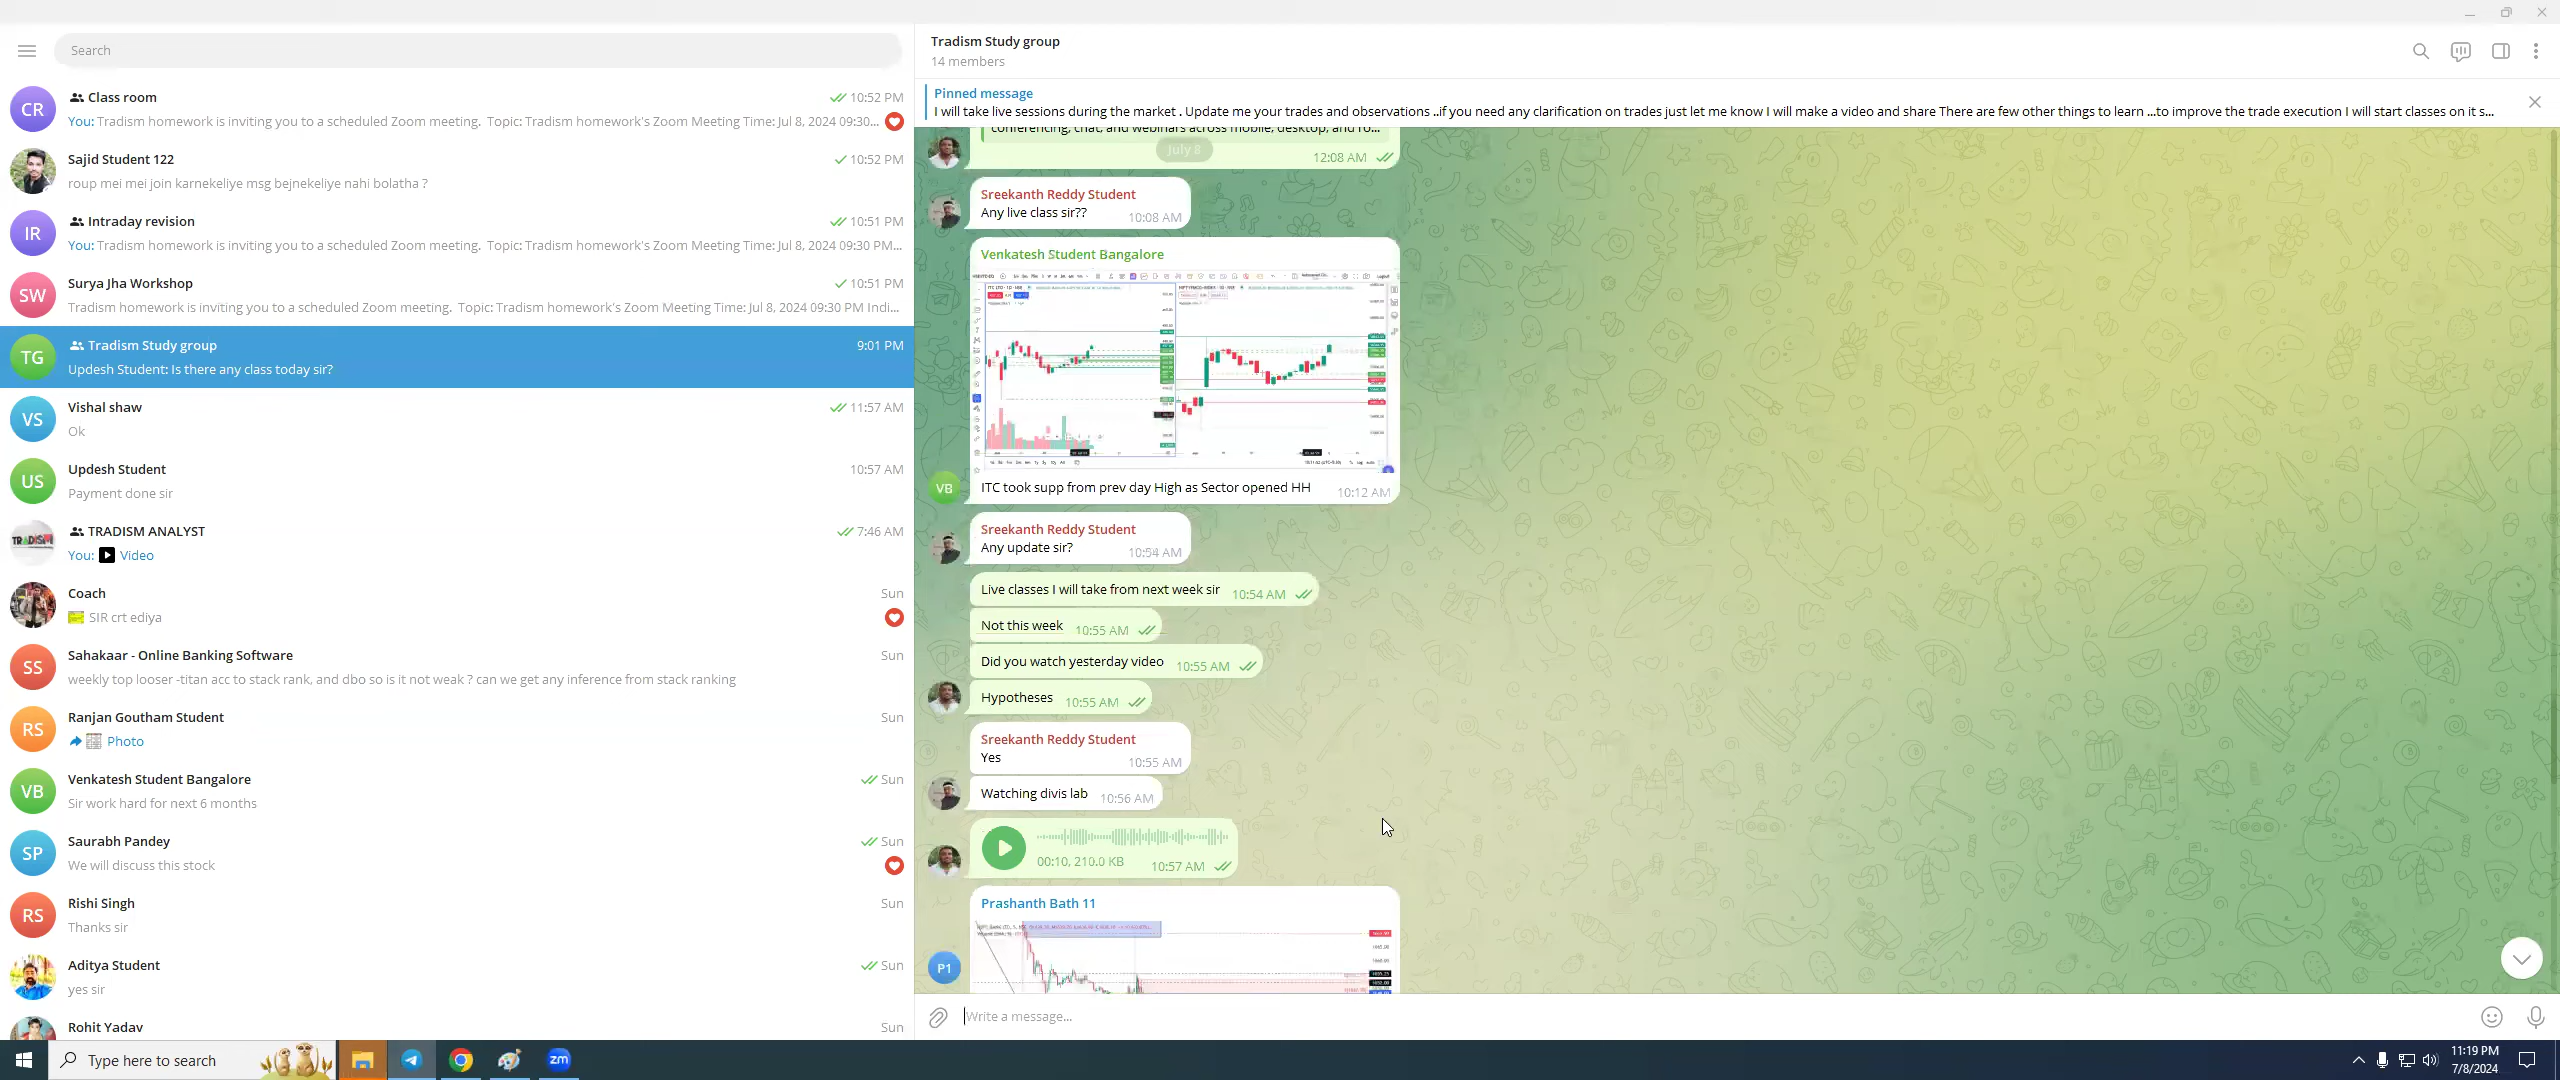 Search
CR
Class room
10:52 PM
You: Tradism homework is inviting you to a scheduled Zoom meeting. Topic: Tradism homework's Zoom Meeting Time: Jul 8, 2024 09:30...
Sajid Student 122
10:52 PM
roup mei mei join karnekeliye msg bejnekeliye nahi bolatha ?
IR
Intraday revision
10:51 PM
You: Tradism homework is inviting you to a scheduled Zoom meeting. Topic: Tradism homework's Zoom Meeting Time: Jul 8, 2024 09:30 PM...
SW
Surya Jha Workshop
10:51 PM
Tradism homework is inviting you to a scheduled Zoom meeting. Topic: Tradism homework's Zoom Meeting Time: Jul 8, 2024 09:30 PM Indi...
TG
Tradism Study group
9:01 PM
Updesh Student: Is there any class today sir?
VS
Vishal shaw
11:57 AM
Ok
US
Updesh Student
10:57 AM
Payment done sir
TRADISM
TRADISM ANALYST
7:46 AM
You: Video
Coach
Sun
SIR crt ediya
SS
Sahakaar - Online Banking Software
Sun
weekly top looser -titan acc to stack rank, and dbo so is it not weak ? can we get any inference from stack ranking
RS
Ranjan Goutham Student
Sun
Photo
VB
Venkatesh Student Bangalore
Sun
Sir work hard for next 6 months
SP
Saurabh Pandey
Sun
We will discuss this stock
RS
Rishi Singh
Sun
Thanks sir
Aditya Student
Sun
yes sir
Rohit Yadav
Sun
Tradism Study group
14 members
Pinned message
I will take live sessions during the market . Update me your trades and observations ..if you need any clarification on trades just let me know I will make a video and share There are few other things to learn ...to improve the trade execution I will start classes on it s...
conferencing, chat, and webinars across mobile, desktop, and ro...
July 8
12:08 AM
Sreekanth Reddy Student
Any live class sir??
10:08 AM
Venkatesh Student Bangalore
VB
ITC took supp from prev day High as Sector opened HH
10:12 AM
Sreekanth Reddy Student
Any update sir?
10:54 AM
Live classes I will take from next week sir
10:54 AM
Not this week
10:55 AM
Did you watch yesterday video
10:55 AM
Hypotheses
10:55 AM
Sreekanth Reddy Student
Yes
10:55 AM
Watching divis lab
10:56 AM
00:10, 210.0 KB
10:57 AM
Prashanth Bath 11
P1
Write a message...
Type here to search
zm
11:19 PM
7/8/2024